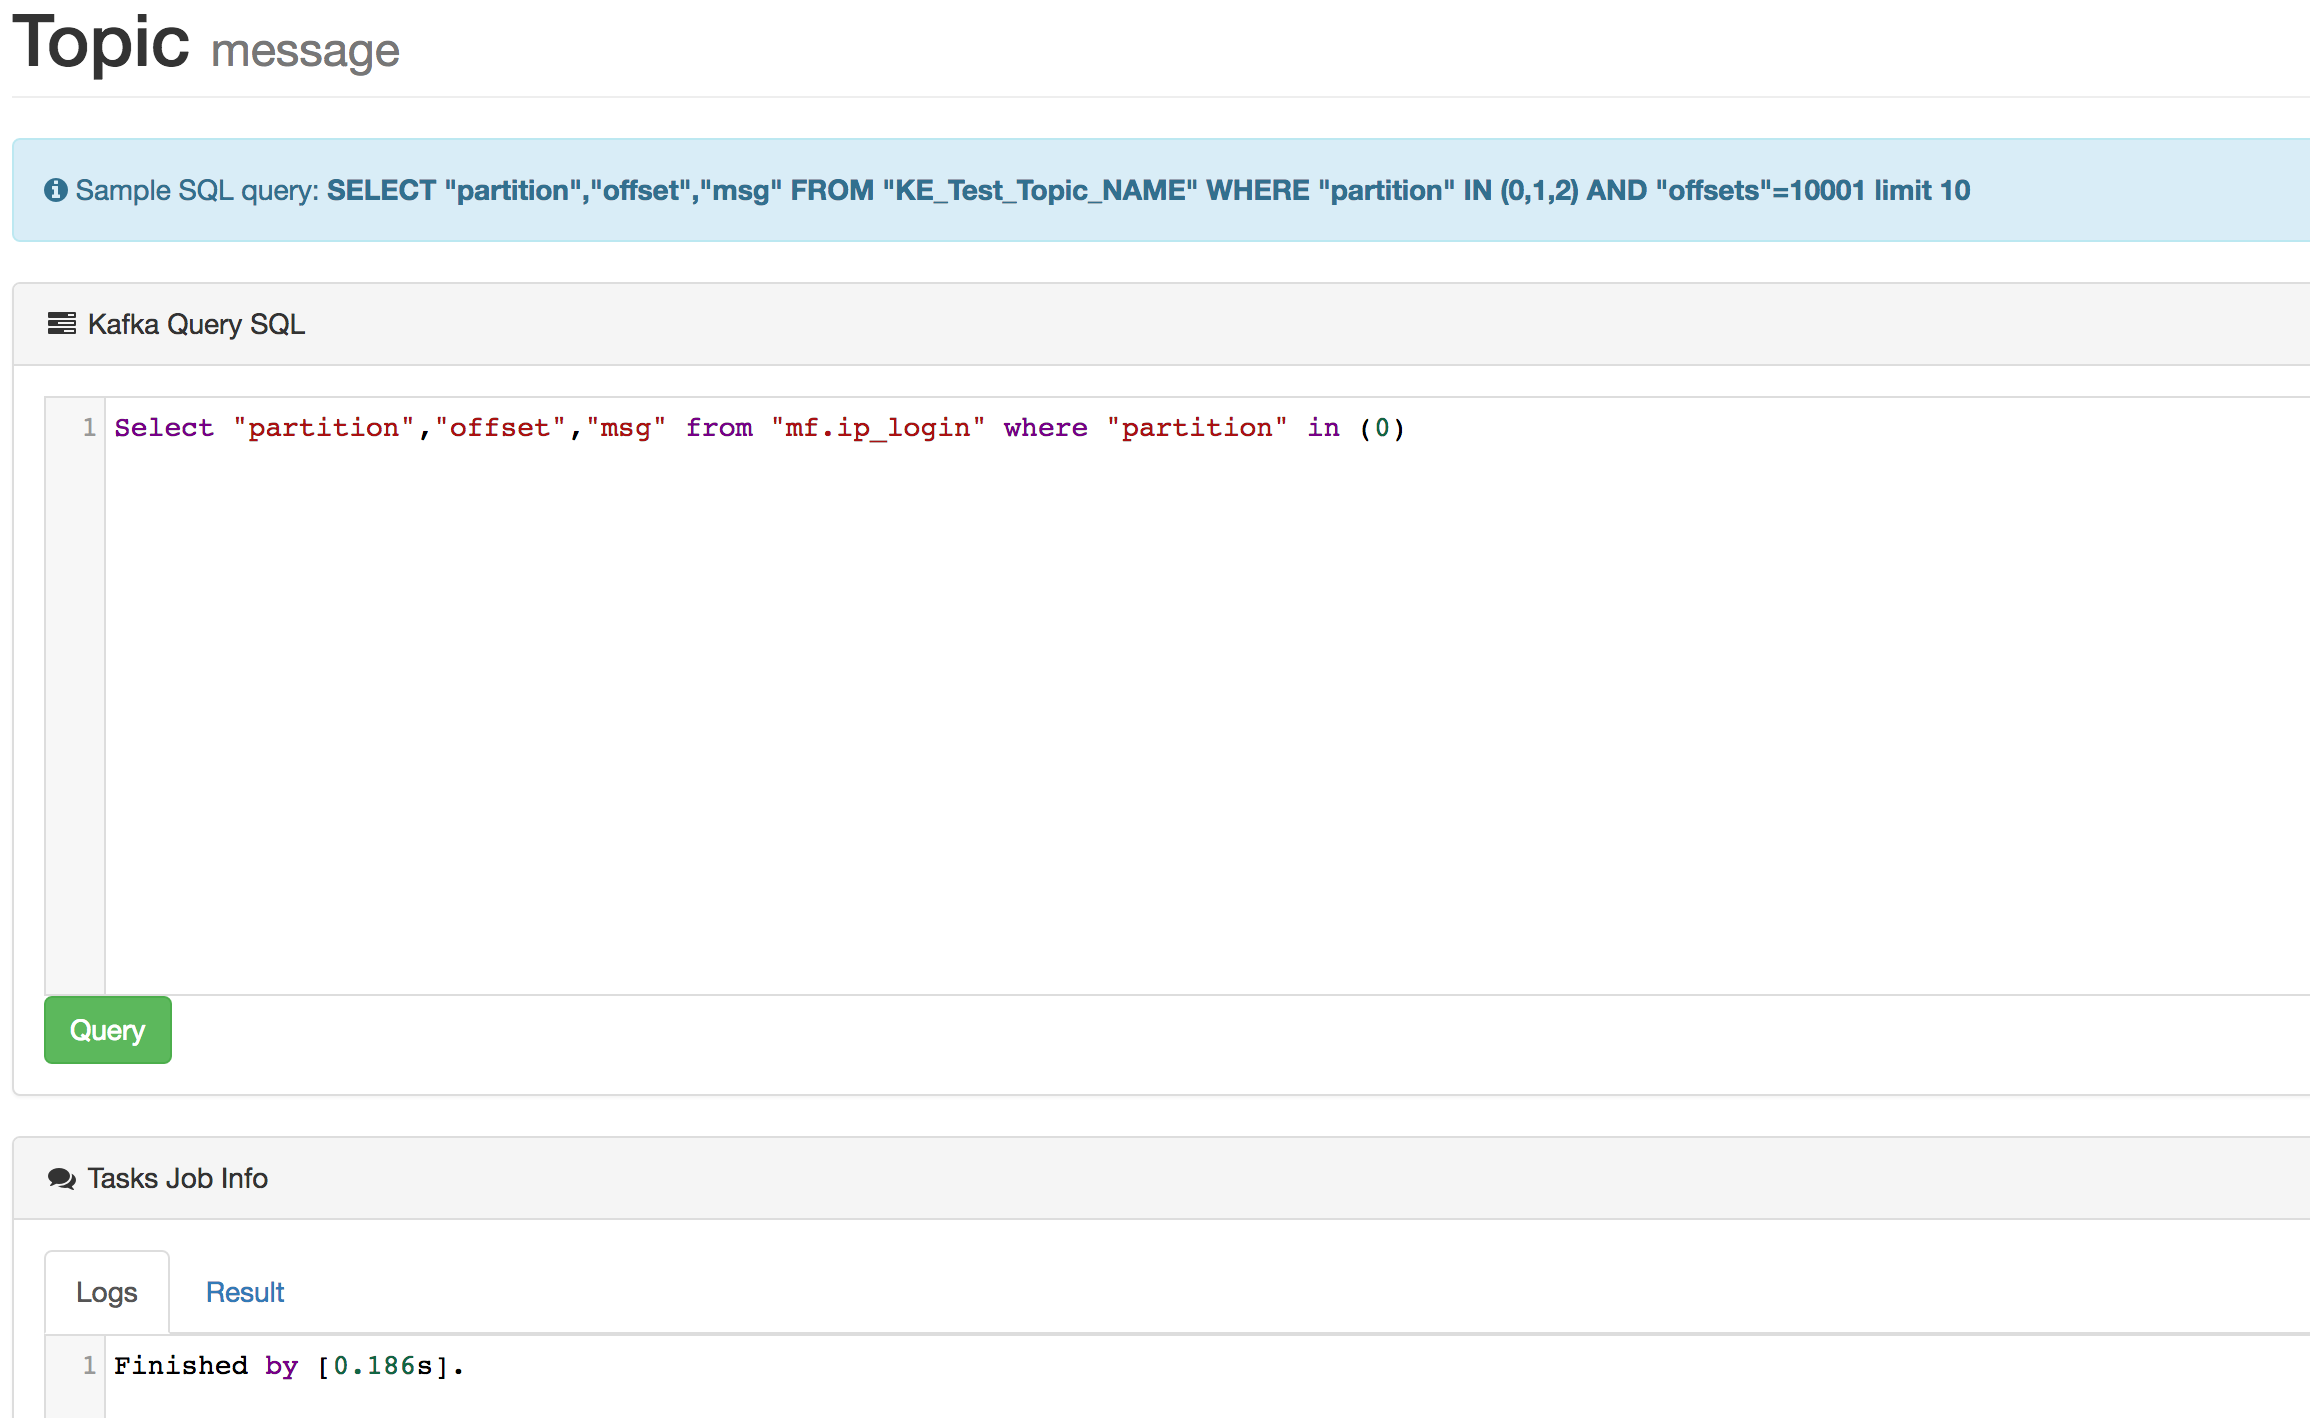 Topic message
Sample SQL query: SELECT "partition","offset","msg" FROM "KE_Test_Topic_NAME" WHERE "partition" IN (0,1,2) AND "offsets"=10001 limit 10
Kafka Query SQL
1 Select "partition","offset","msg" from "mf.ip_login" where "partition" in (0)
Query
Tasks Job Info
Logs Result
1 Finished by [0.186s].